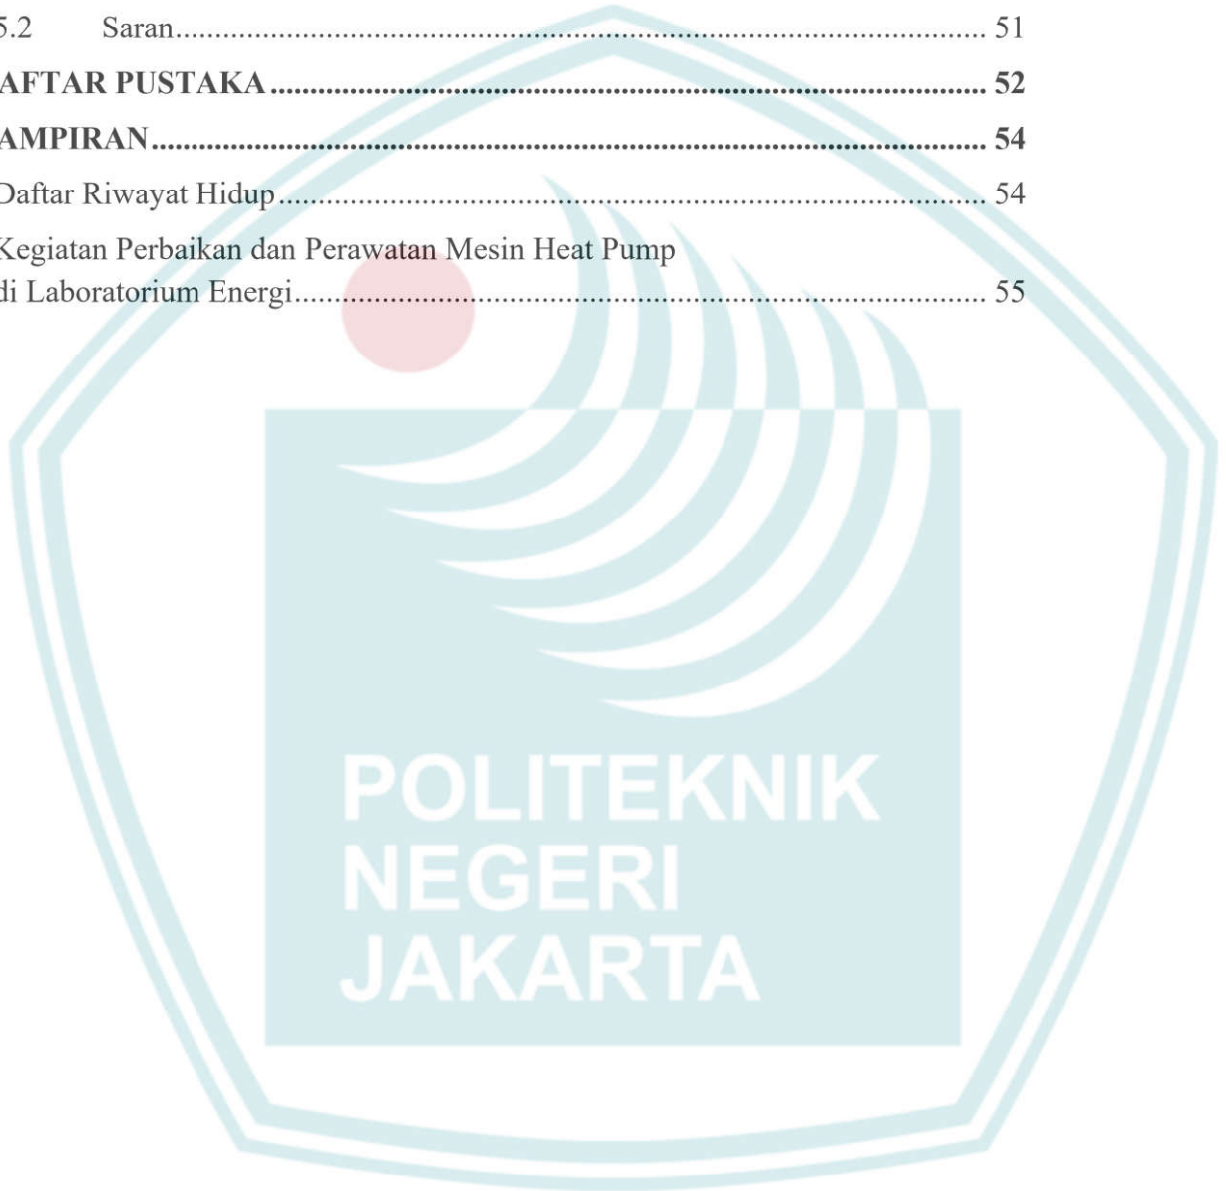 5.2 Saran.................................................................................................... 51
AFTAR PUSTAKA........................................................................................ 52
AMPIRAN....................................................................................................... 54
Daftar Riwayat Hidup........................................................................................ 54
Kegiatan Perbaikan dan Perawatan Mesin Heat Pump
di Laboratorium Energi...................................................................................... 55
POLITEKNIK
NEGERI
JAKARTA